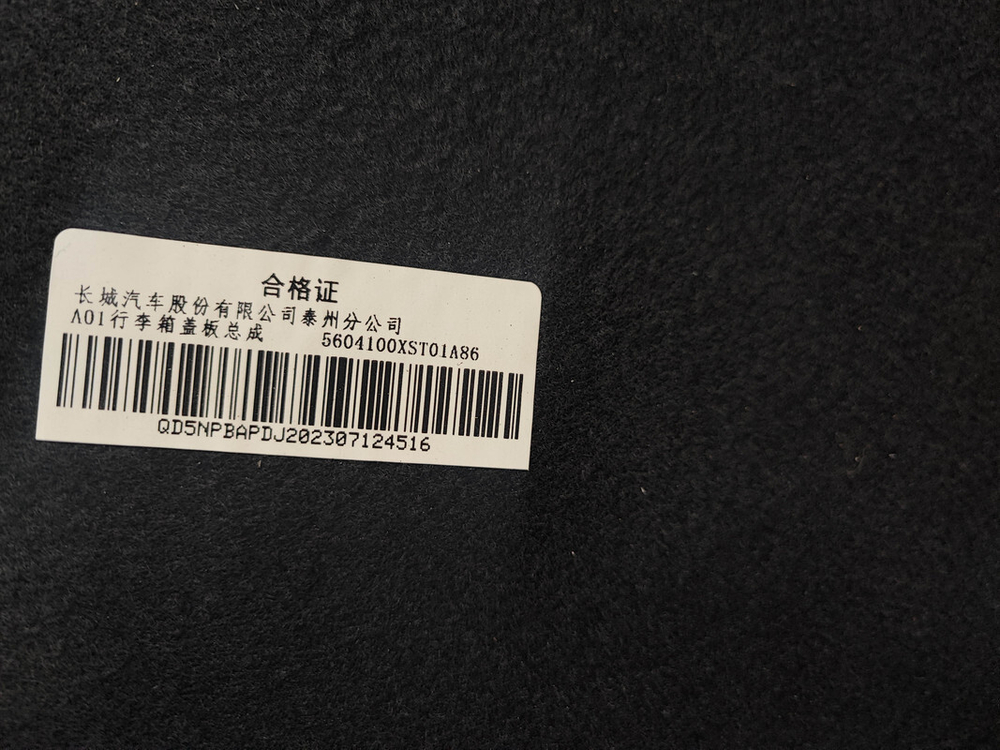 合格证
长城汽车股份有限公司泰州分公司
A01行李箱盖板总成 5604100XST01A86
QD5NPBAPDJ202307124516